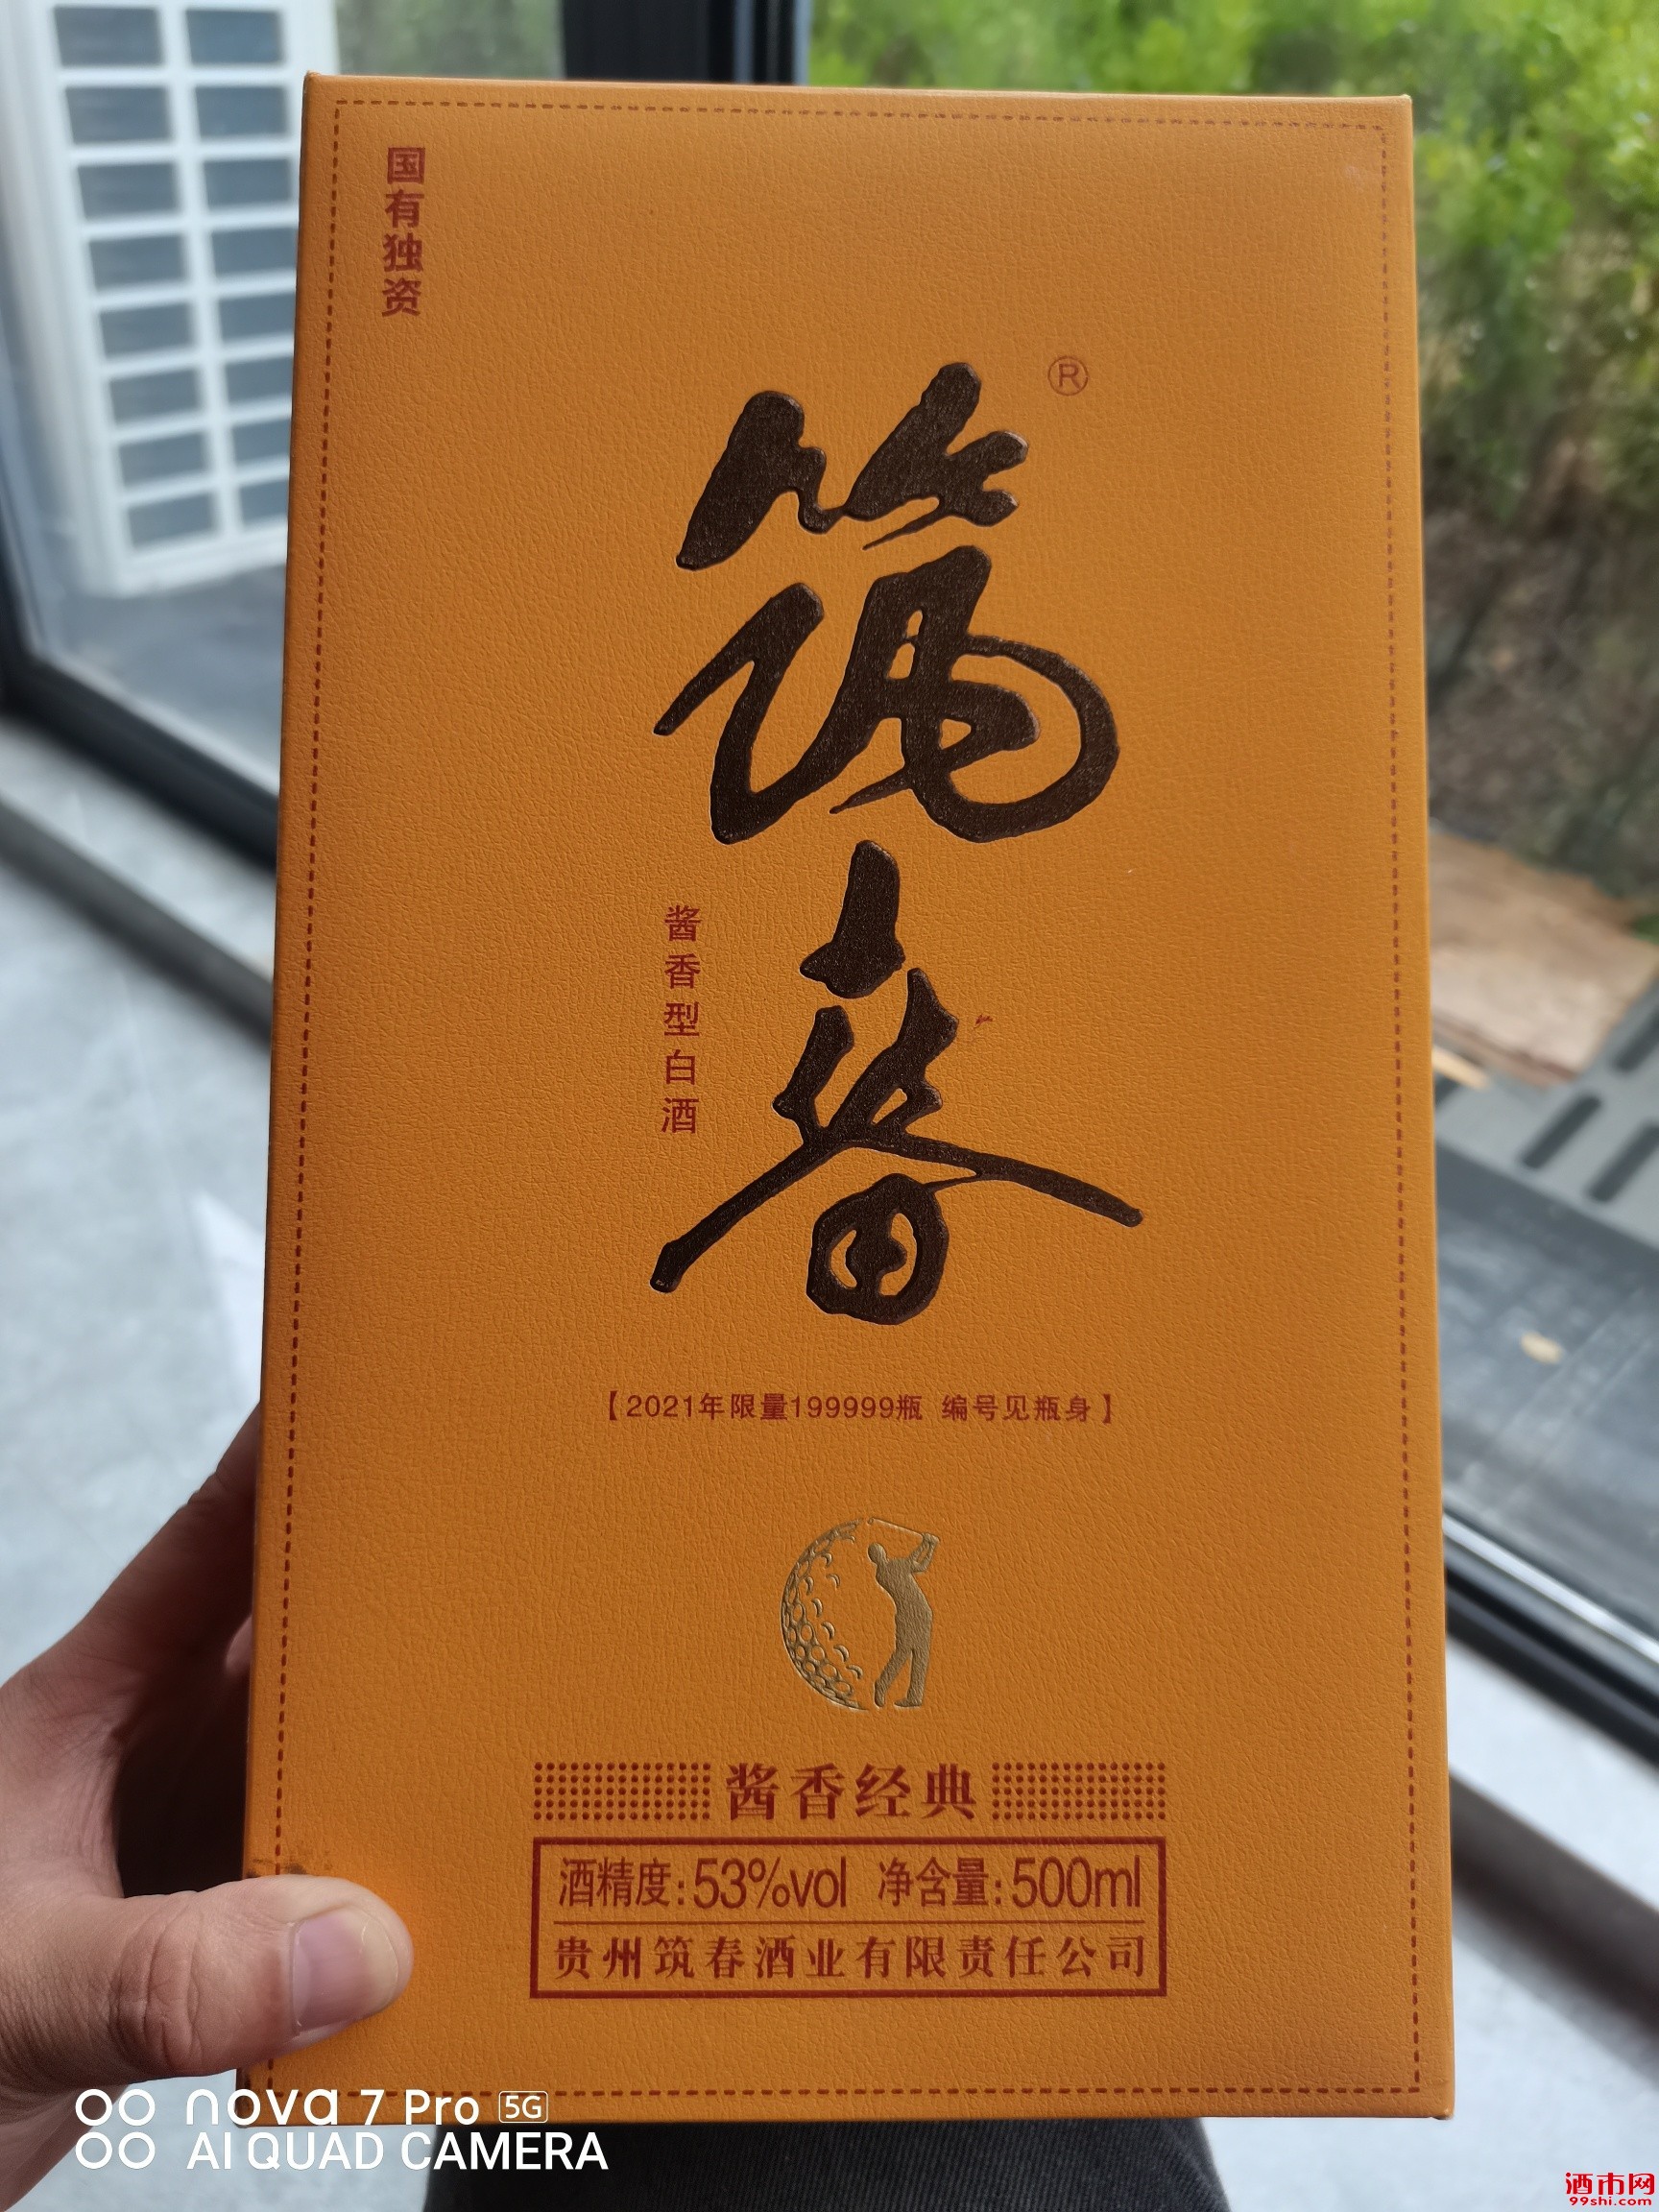 国有独资
筑春
®
酱香型白酒
【2021年限量199999瓶 编号见瓶身】
酱香经典
酒精度:53%vol 净含量:500ml
贵州筑春酒业有限责任公司
nova 7 Pro 5G
AI QUAD CAMERA
酒市网
99shi.com